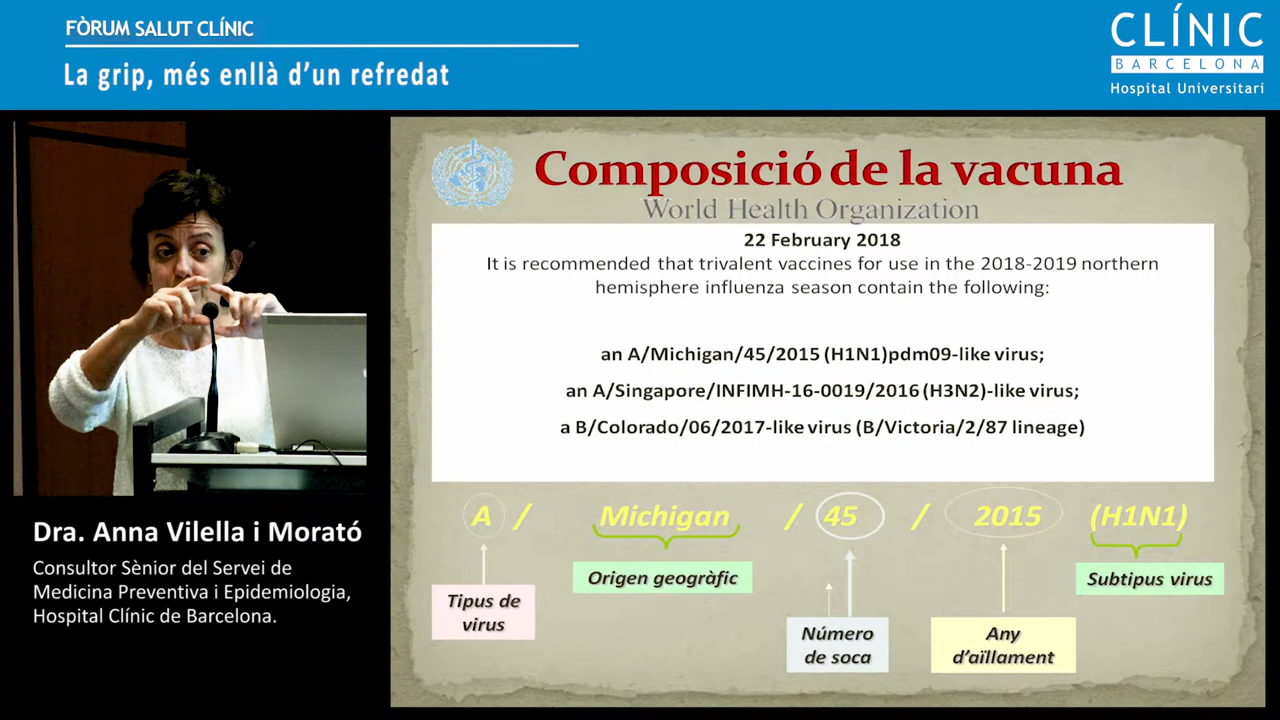 FÒRUM SALUT CLÍNIC
La grip, més enllà d'un refredat
CLÍNIC
BARCELONA
Hospital Universitari
Composició de la vacuna
World Health Organization
22 February 2018
It is recommended that trivalent vaccines for use in the 2018-2019 northern
hemisphere influenza season contain the following:
an A/Michigan/45/2015 (H1N1)pdm09-like virus;
an A/Singapore/INFIMH-16-0019/2016 (H3N2)-like virus;
a B/Colorado/06/2017-like virus (B/Victoria/2/87 lineage)
A / Michigan / 45 / 2015 (H1N1)
Origen geogràfic
Subtipus virus
Tipus de
virus
Número
de soca
Any
d'aïllament
Dra. Anna Vilella i Morató
Consultor Sènior del Servei de
Medicina Preventiva i Epidemiologia,
Hospital Clínic de Barcelona.